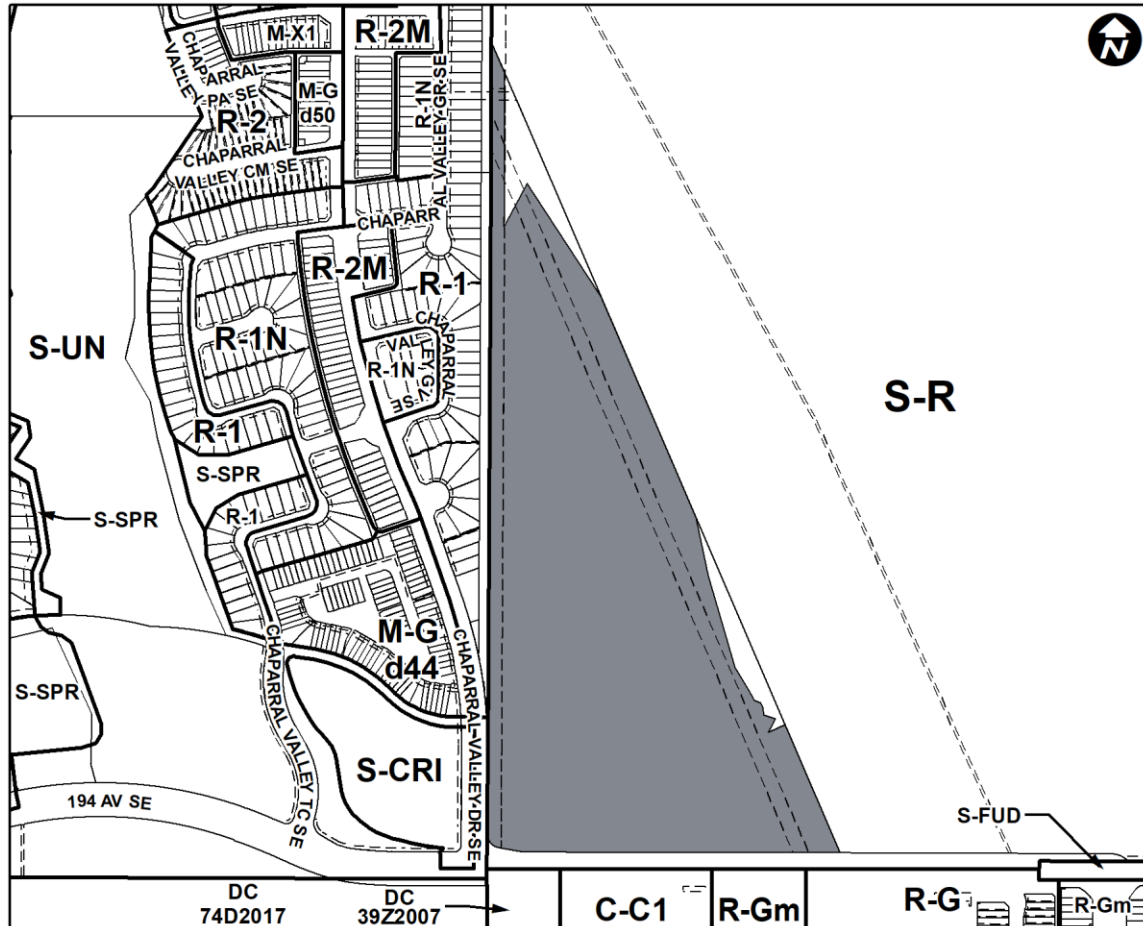 M-X1
R-2M
N
CHAPARRAL
VALLEY
PA SE
M-G
d50
R-1N
AL VALLEY GR SE
R-2
CHAPARRAL
VALLEY CM SE
CHAPARR
R-2M
R-1
S-UN
R-1N
CHAPARRAL
VALLEY GV SE
R-1N
S-R
R-1
S-SPR
S-SPR
R-1
M-G
d44
CHAPARRAL VALLEY TC SE
CHAPARRAL VALLEY DR SE
S-SPR
S-CRI
194 AV SE
S-FUD
DC
74D2017
DC
39Z2007
C-C1
R-Gm
R-G
R-Gm